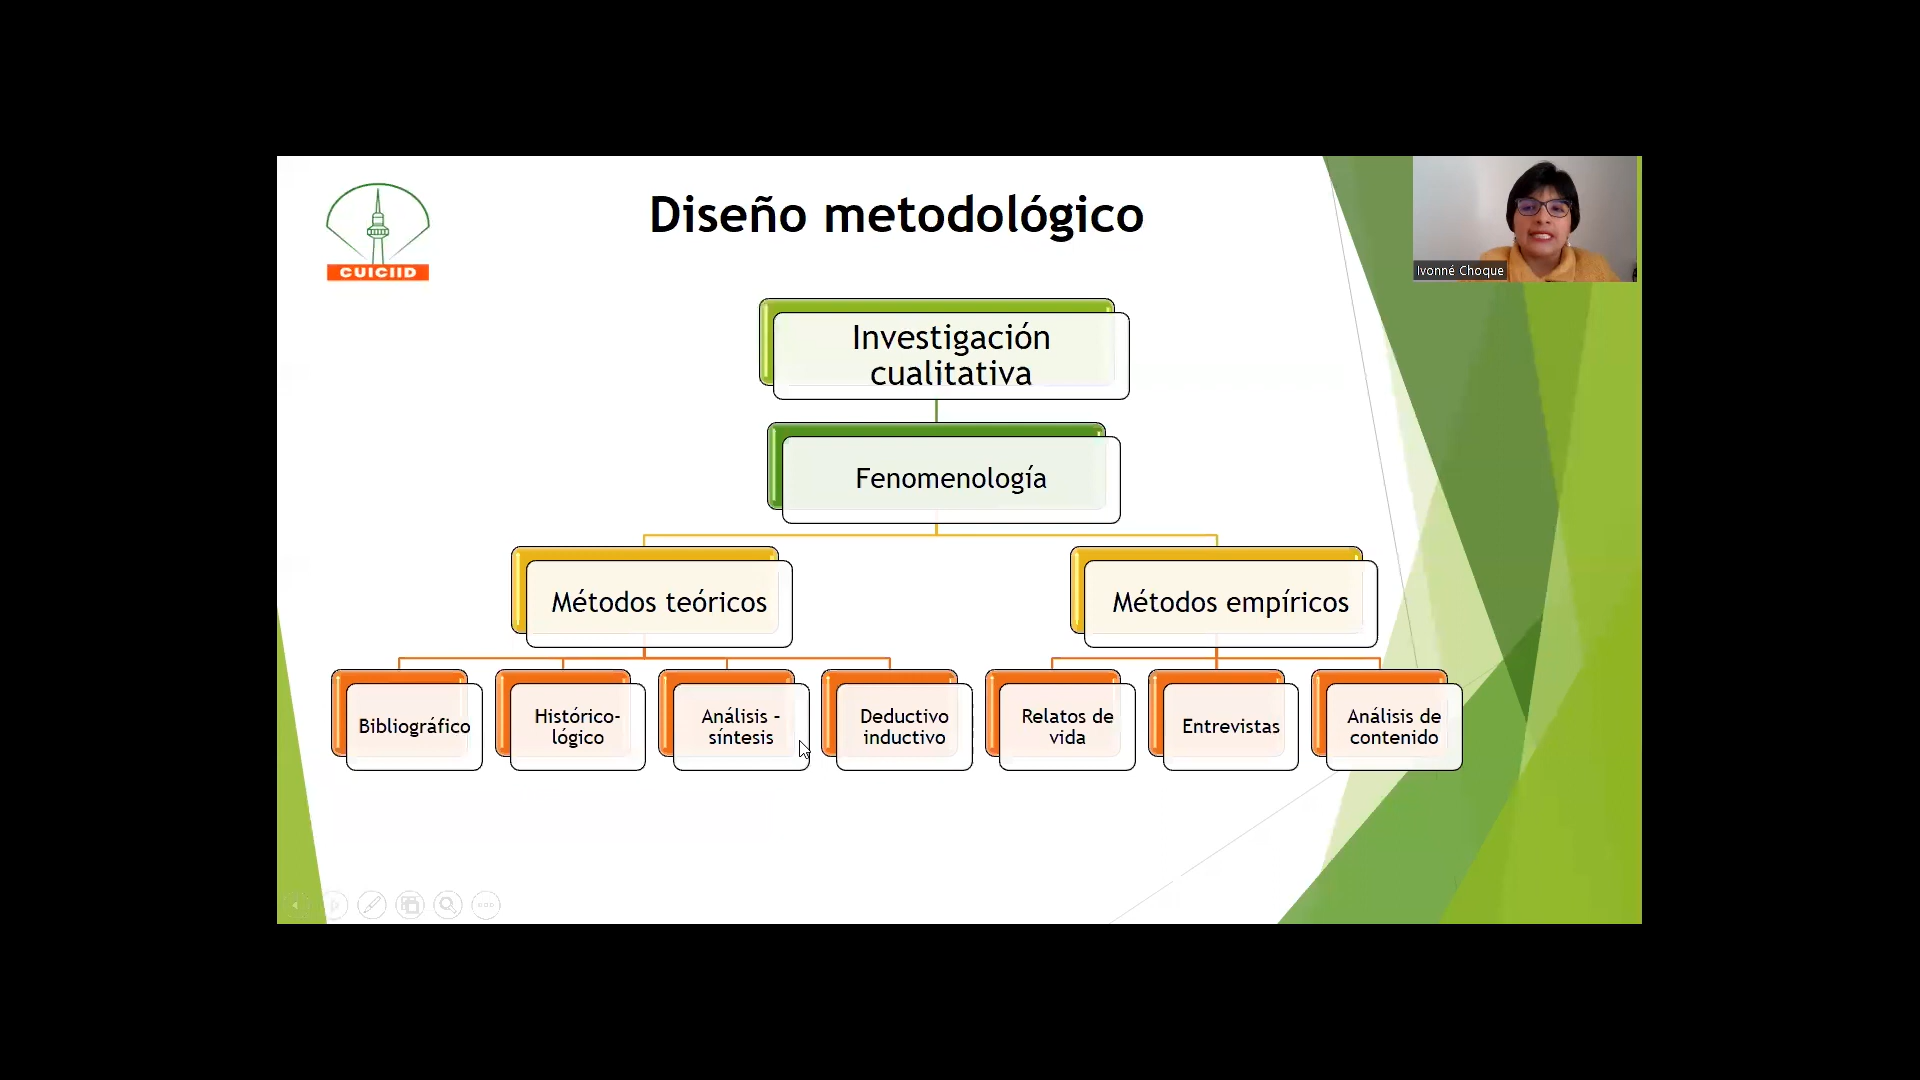 Diseño metodológico
CUICIID
Ivonné Choque
Investigación
cualitativa
Fenomenología
Métodos teóricos
Métodos empíricos
Bibliográfico
Histórico-
lógico
Análisis -
síntesis
Deductivo
inductivo
Relatos de
vida
Entrevistas
Análisis de
contenido